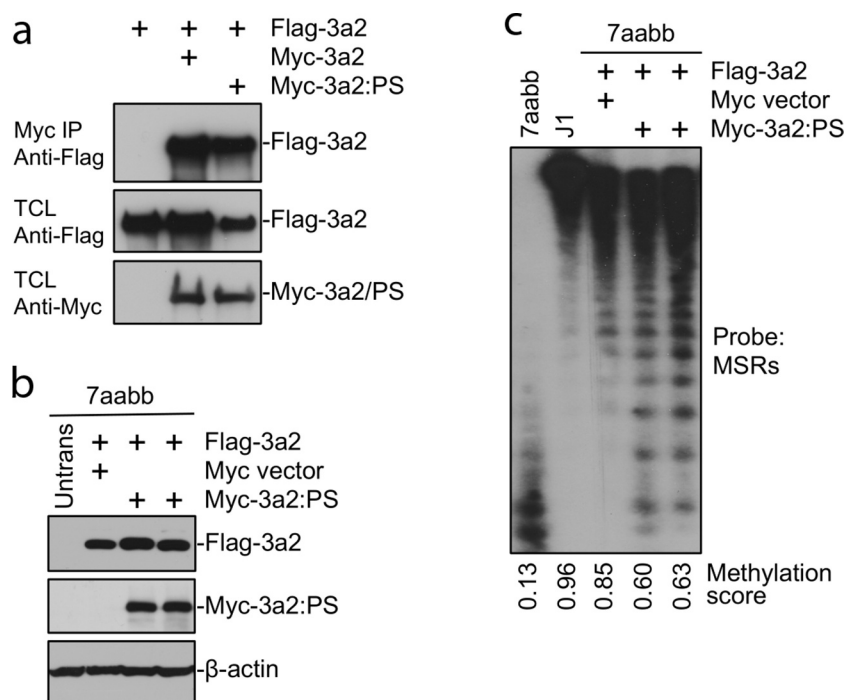 a
+ + + Flag-3a2
+ Myc-3a2
+ Myc-3a2:PS
Myc IP
Anti-Flag
-Flag-3a2
TCL
Anti-Flag
-Flag-3a2
TCL
Anti-Myc
-Myc-3a2/PS
b
7aabb
Untrans
+ + + Flag-3a2
+ Myc vector
+ + Myc-3a2:PS
-Flag-3a2
-Myc-3a2:PS
-β-actin
c
7aabb
7aabb
J1
+ + + Flag-3a2
+ Myc vector
+ + Myc-3a2:PS
Probe:
MSRs
0.13 0.96 0.85 0.60 0.63
Methylation
score